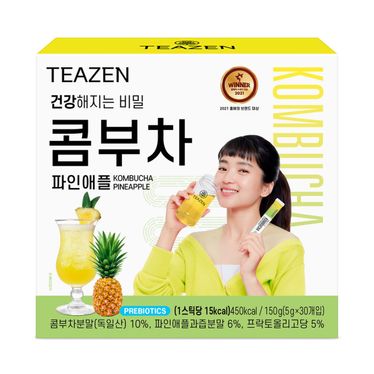 TEAZEN
TEAZEN
건강해지는 비밀
콤부차
파인애플 KOMBUCHA PINEAPPLE
WINNER
2021
2021 올해의 브랜드 대상
KOMBUCHA
PREBIOTICS (1스틱당 15kcal)450kcal / 150g(5g×30개입)
콤부차분말(독일산) 10%, 파인애플과즙분말 6%, 프락토올리고당 5%